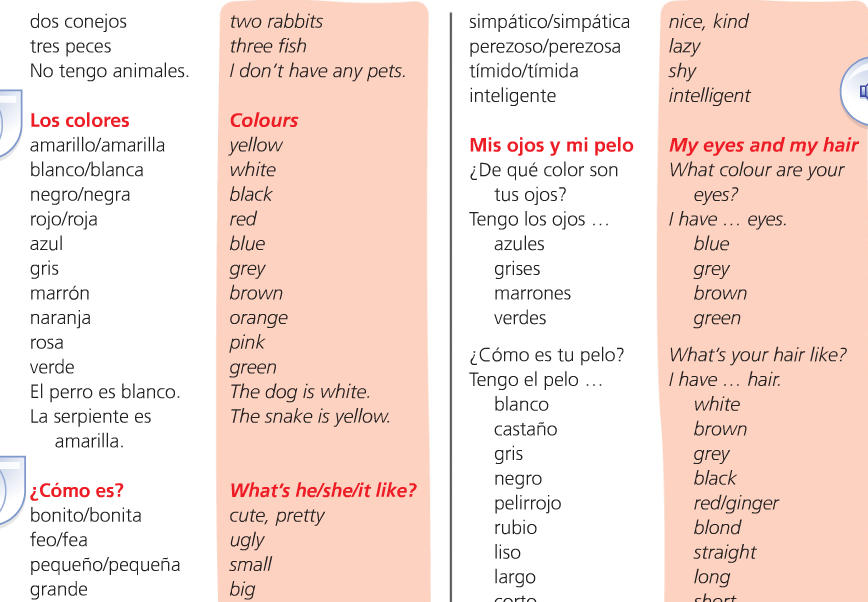 dos conejos two rabbits
tres peces three fish
No tengo animales. I don't have any pets.
Los colores Colours
amarillo/amarilla yellow
blanco/blanca white
negro/negra black
rojo/roja red
azul blue
gris grey
marrón brown
naranja orange
rosa pink
verde green
El perro es blanco. The dog is white.
La serpiente es The snake is yellow.
amarilla.
¿Cómo es? What's he/she/it like?
bonito/bonita cute, pretty
feo/fea ugly
pequeño/pequeña small
grande big
simpático/simpática nice, kind
perezoso/perezosa lazy
tímido/tímida shy
inteligente intelligent
Mis ojos y mi pelo My eyes and my hair
¿De qué color son What colour are your
tus ojos? eyes?
Tengo los ojos … I have … eyes.
azules blue
grises grey
marrones brown
verdes green
¿Cómo es tu pelo? What's your hair like?
Tengo el pelo … I have … hair.
blanco white
castaño brown
gris grey
negro black
pelirrojo red/ginger
rubio blond
liso straight
largo long
corto short